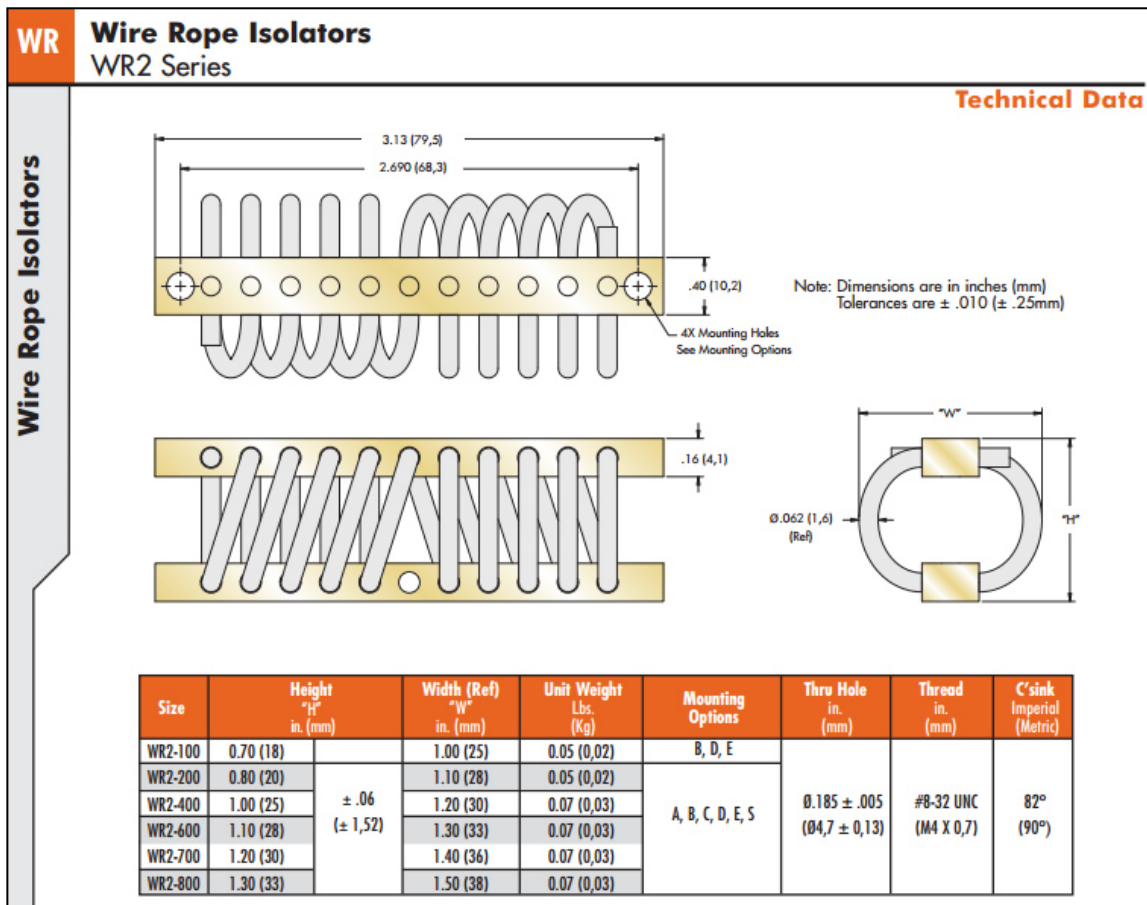 WR
Wire Rope Isolators
WR2 Series
Technical Data
Wire Rope Isolators
3.13 (79,5)
2.690 (68,3)
.40 (10,2)
4X Mounting Holes
See Mounting Options
Note: Dimensions are in inches (mm)
Tolerances are ± .010 (± .25mm)
.16 (4,1)
"W"
Ø.062 (1,6)
(Ref)
"H"
Size Height "H" in. (mm) Width (Ref) "W" in. (mm) Unit Weight Lbs. (Kg) Mounting Options Thru Hole in. (mm) Thread in. (mm) C'sink Imperial (Metric)
WR2-100 0.70 (18) 1.00 (25) 0.05 (0,02) B, D, E
WR2-200 0.80 (20) 1.10 (28) 0.05 (0,02)
WR2-400 1.00 (25) ± .06 1.20 (30) 0.07 (0,03) A, B, C, D, E, S Ø.185 ± .005 #8-32 UNC 82°
WR2-600 1.10 (28) (± 1,52) 1.30 (33) 0.07 (0,03) (Ø4,7 ± 0,13) (M4 X 0,7) (90°)
WR2-700 1.20 (30) 1.40 (36) 0.07 (0,03)
WR2-800 1.30 (33) 1.50 (38) 0.07 (0,03)